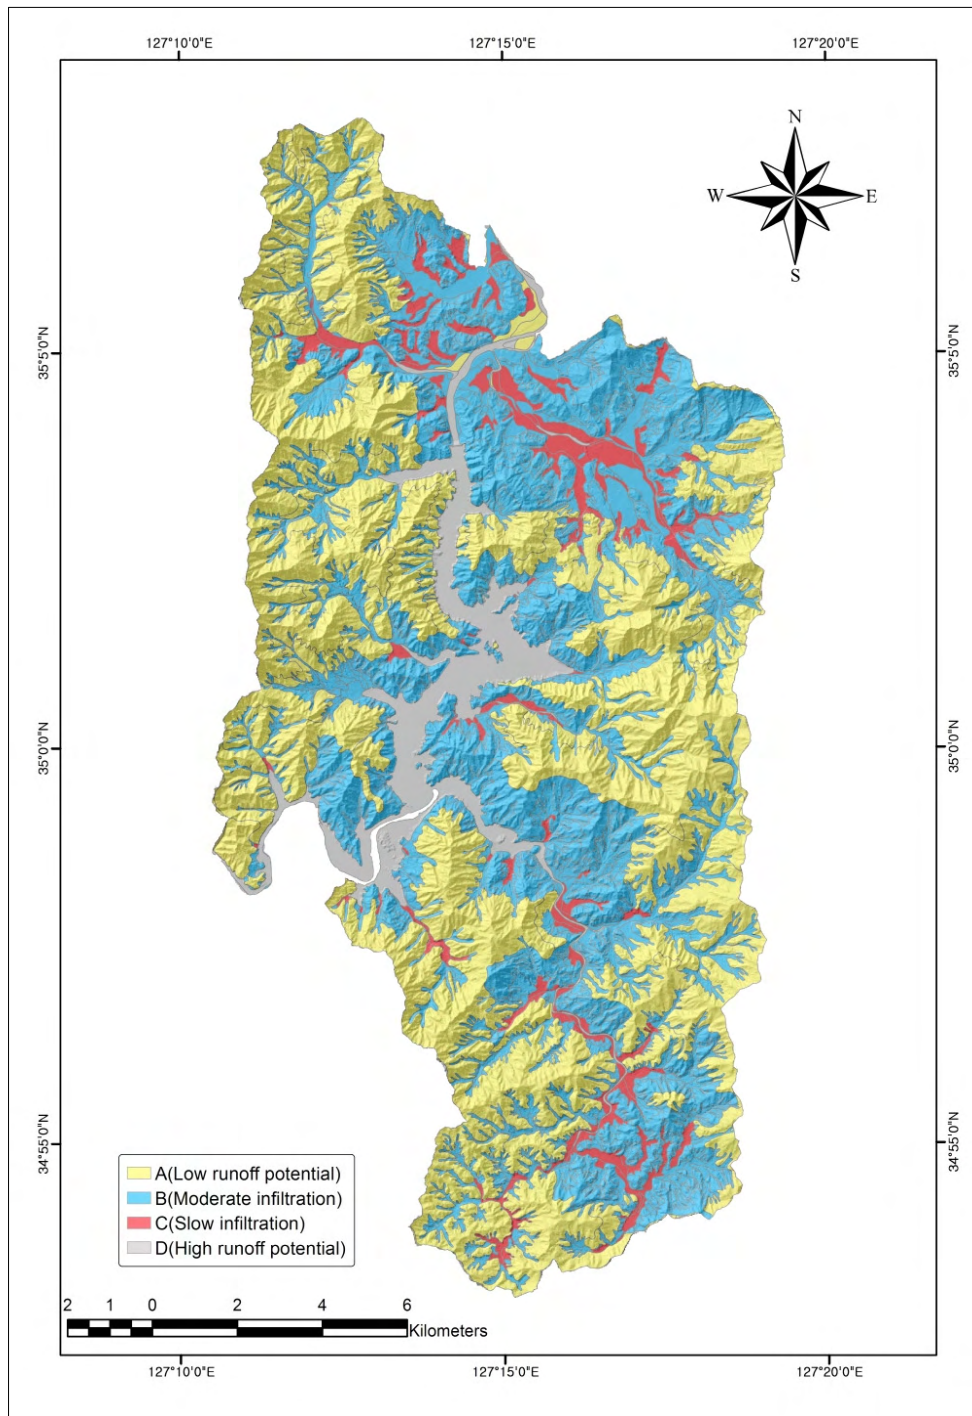 127°10'0"E 127°15'0"E 127°20'0"E
N
W E
S
35°5'0"N 35°5'0"N
35°0'0"N 35°0'0"N
34°55'0"N 34°55'0"N
A(Low runoff potential)
B(Moderate infiltration)
C(Slow infiltration)
D(High runoff potential)
2 1 0 2 4 6
Kilometers
127°10'0"E 127°15'0"E 127°20'0"E